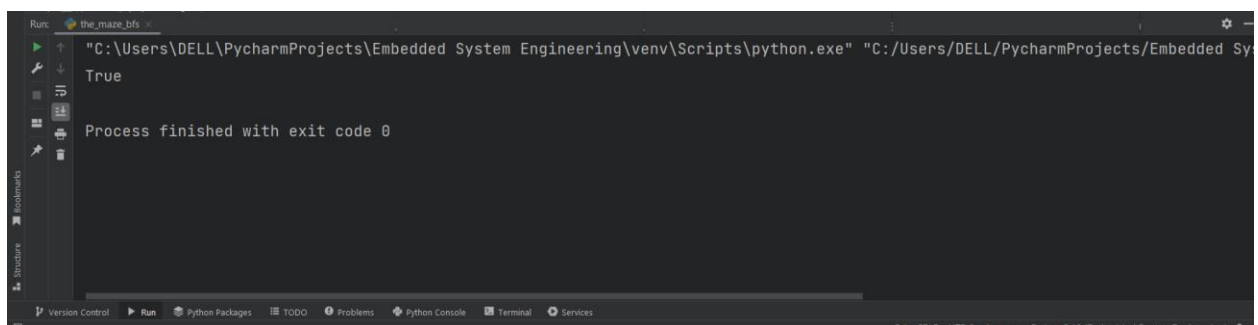 Run: the_maze_bfs
"C:\Users\DELL\PycharmProjects\Embedded System Engineering\venv\Scripts\python.exe" "C:/Users/DELL/PycharmProjects/Embedded Sys
True
Process finished with exit code 0
Bookmarks
Structure
Version Control Run Python Packages TODO Problems Python Console Terminal Services